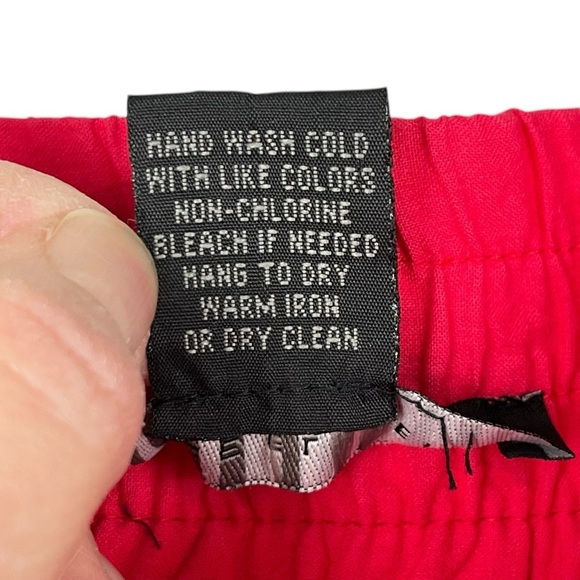 HAND WASH COLD
WITH LIKE COLORS
NON-CHLORINE
BLEACH IF NEEDED
HANG TO DRY
WARM IRON
OR DRY CLEAN